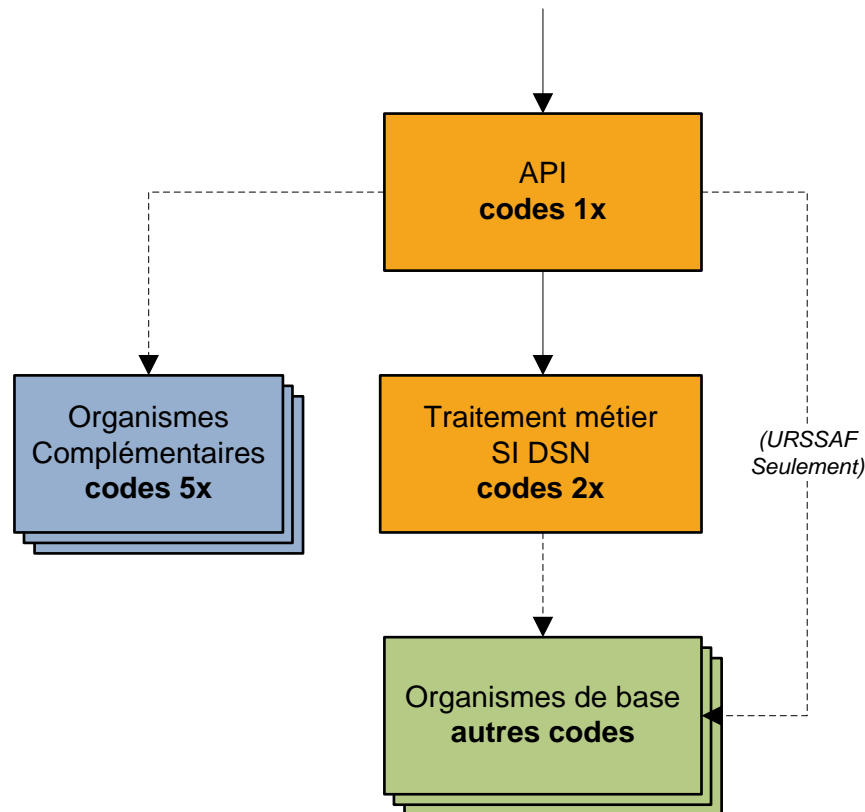 API
codes 1x
Organismes
Complémentaires
codes 5x
Traitement métier
SI DSN
codes 2x
(URSSAF
Seulement)
Organismes de base
autres codes